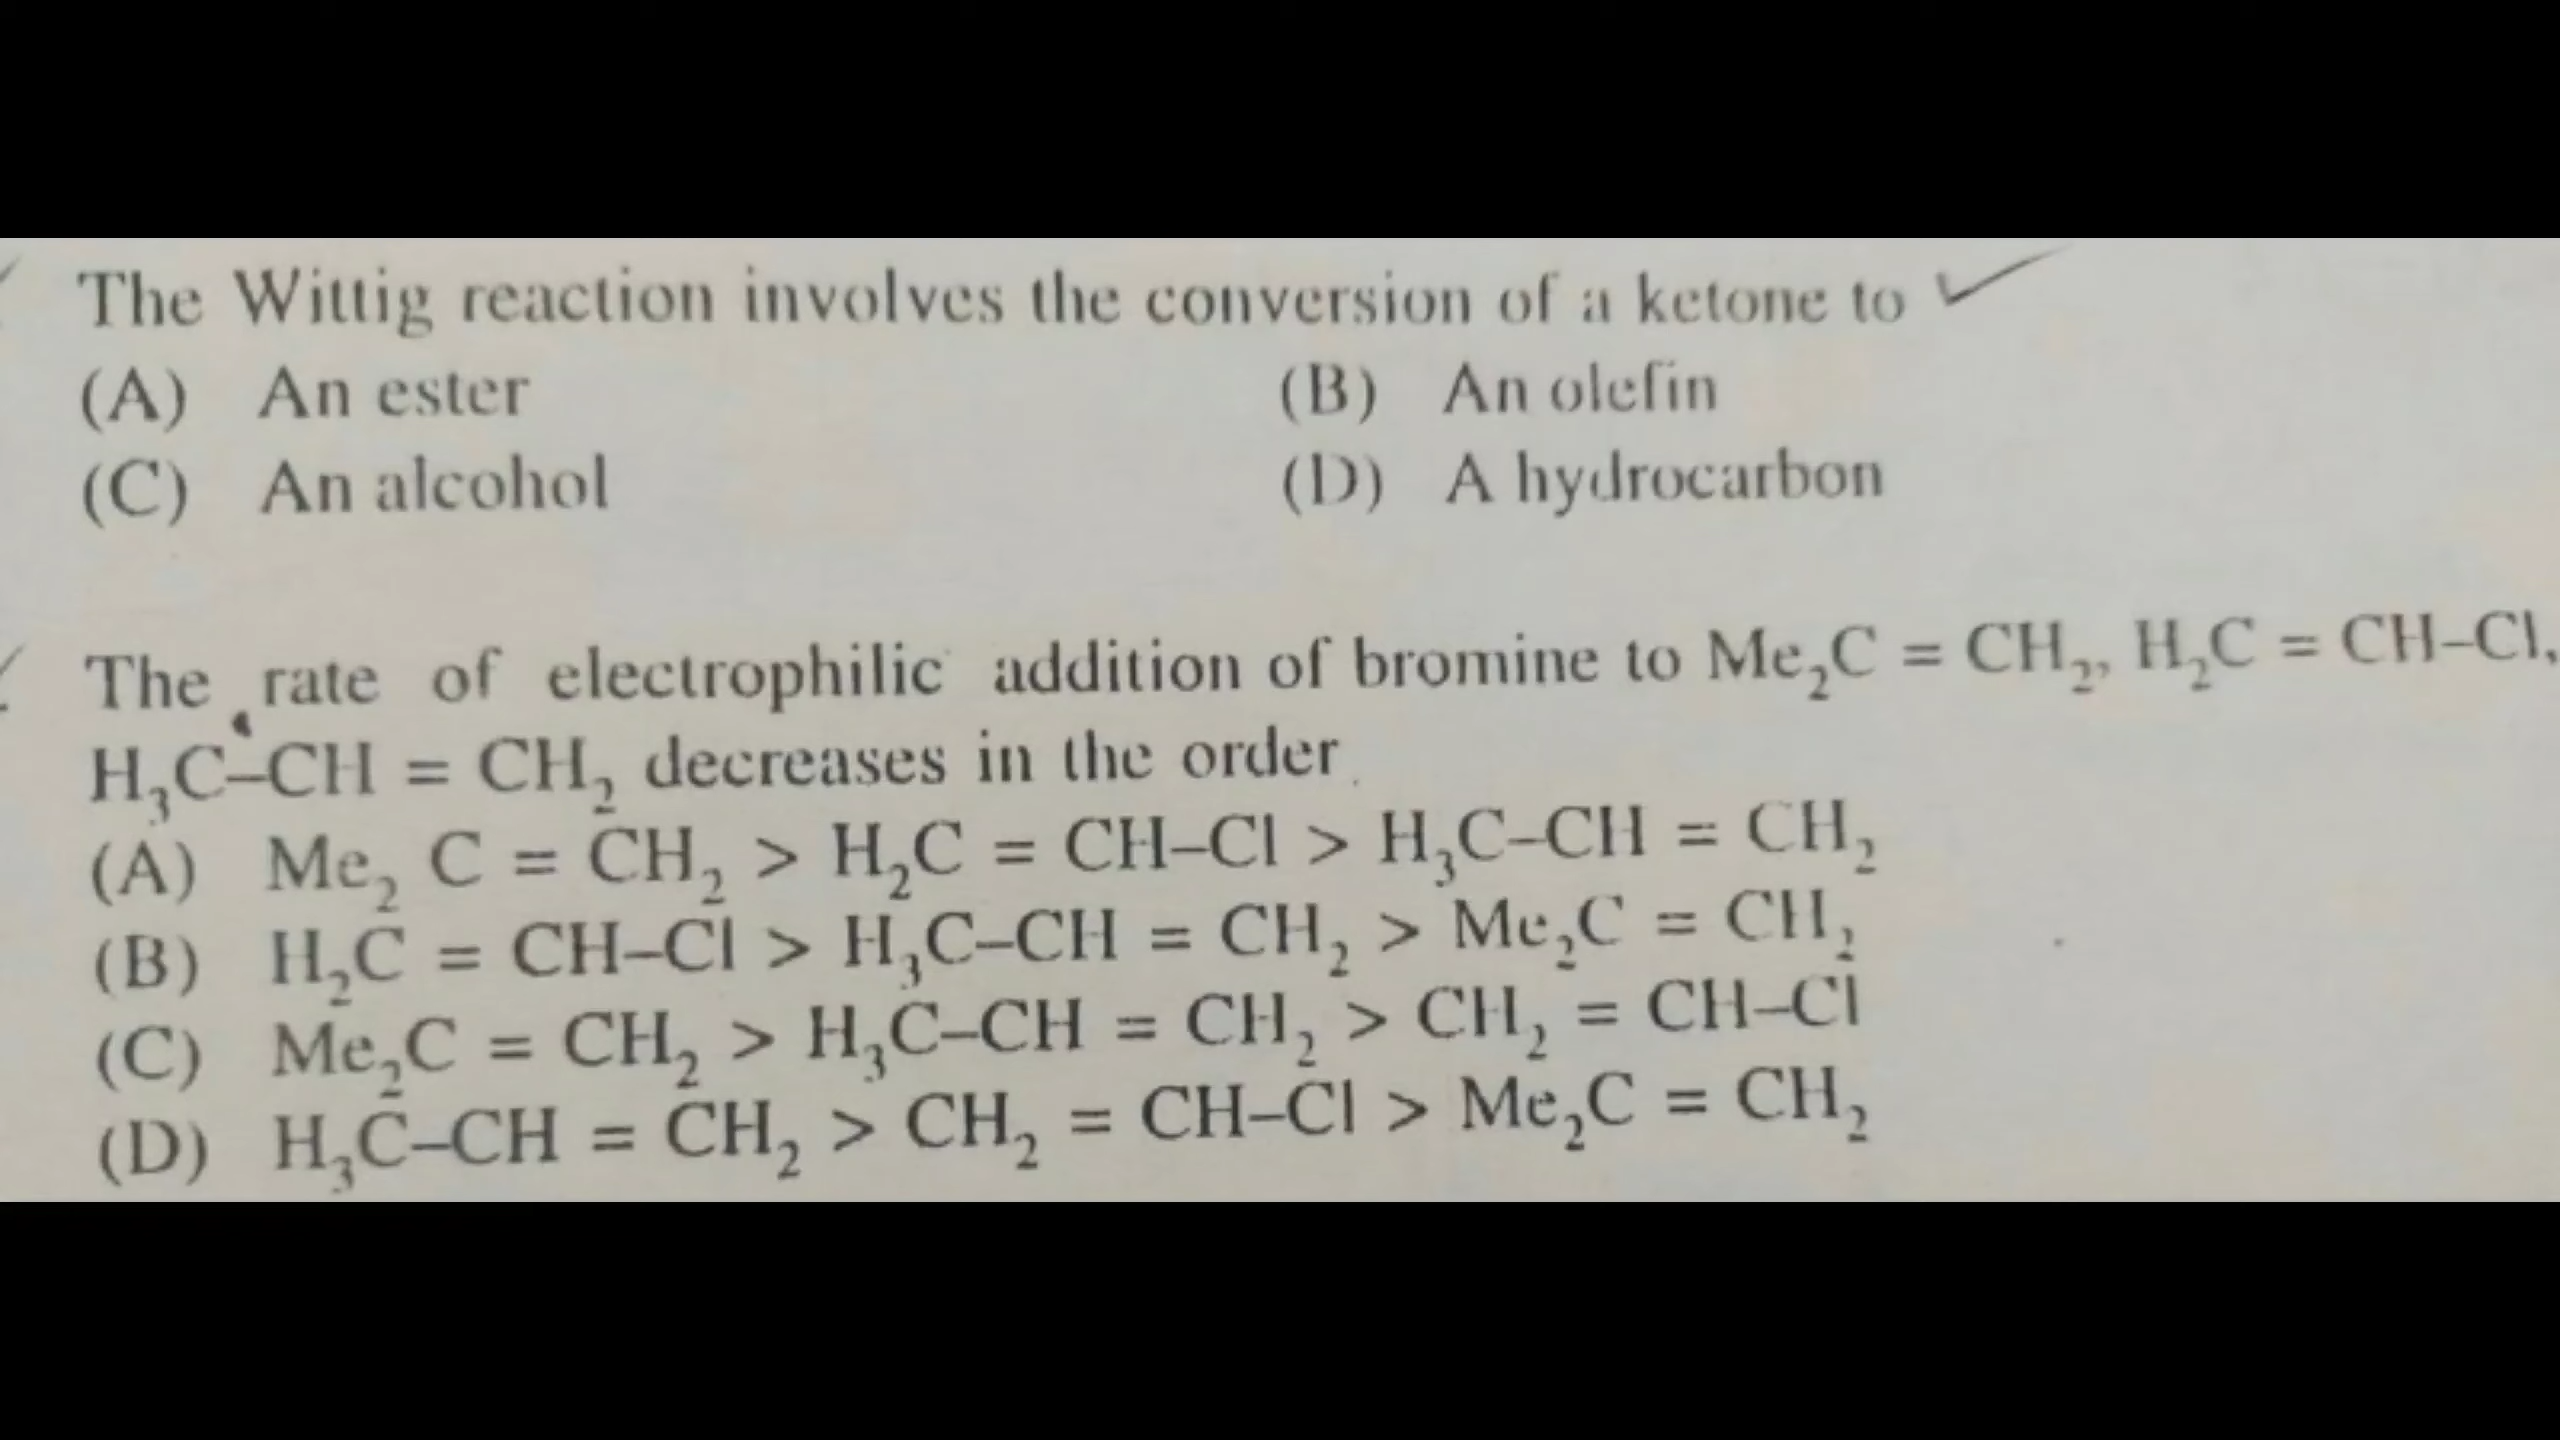 The Wittig reaction involves the conversion of a ketone to
(A) An ester (B) An olefin
(C) An alcohol (D) A hydrocarbon
The rate of electrophilic addition of bromine to Me₂C = CH₂, H₂C = CH–Cl,
H₃C–CH = CH₂ decreases in the order
(A) Me₂ C = CH₂ > H₂C = CH–Cl > H₃C–CH = CH₂
(B) H₂C = CH–Cl > H₃C–CH = CH₂ > Me₂C = CH₂
(C) Me₂C = CH₂ > H₃C–CH = CH₂ > CH₂ = CH–Cl
(D) H₃C–CH = CH₂ > CH₂ = CH–Cl > Me₂C = CH₂